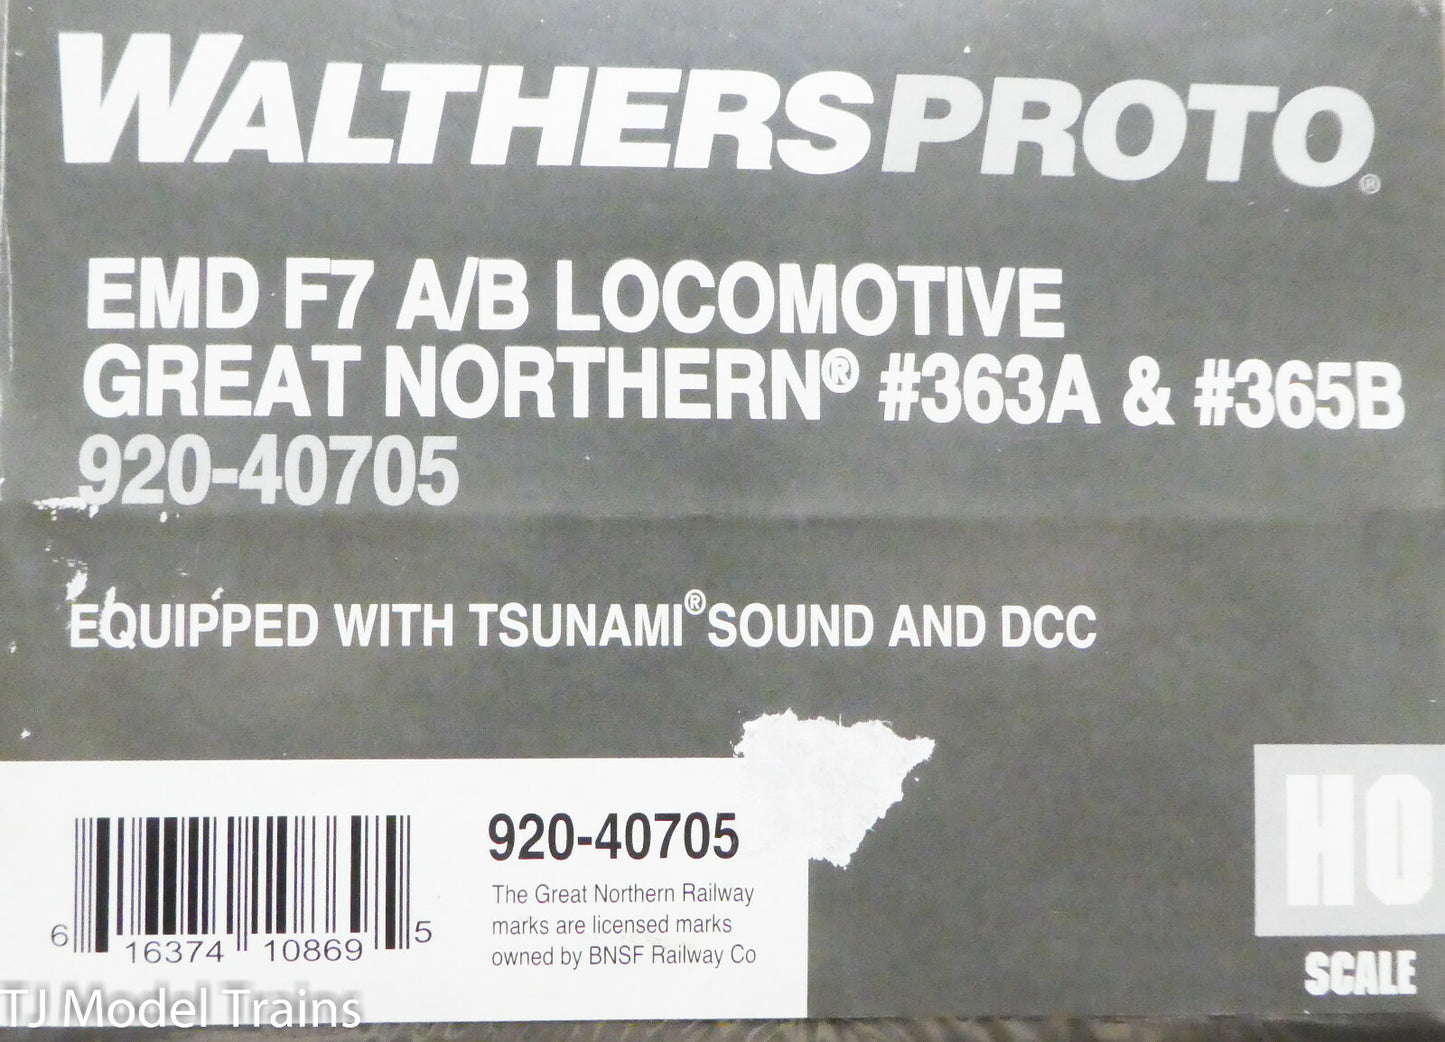 WALTHERSPROTO®
EMD F7 A/B LOCOMOTIVE
GREAT NORTHERN® #363A & #365B
920-40705
EQUIPPED WITH TSUNAMI® SOUND AND DCC
920-40705
The Great Northern Railway
marks are licensed marks
owned by BNSF Railway Co
6 16374 10869 5
HO
SCALE
TJ Model Trains